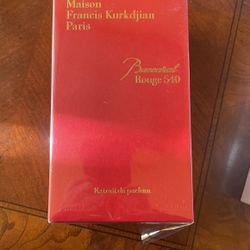 Maison
Francis Kurkdjian
Paris
Baccarat
Rouge 540
Extrait de parfum